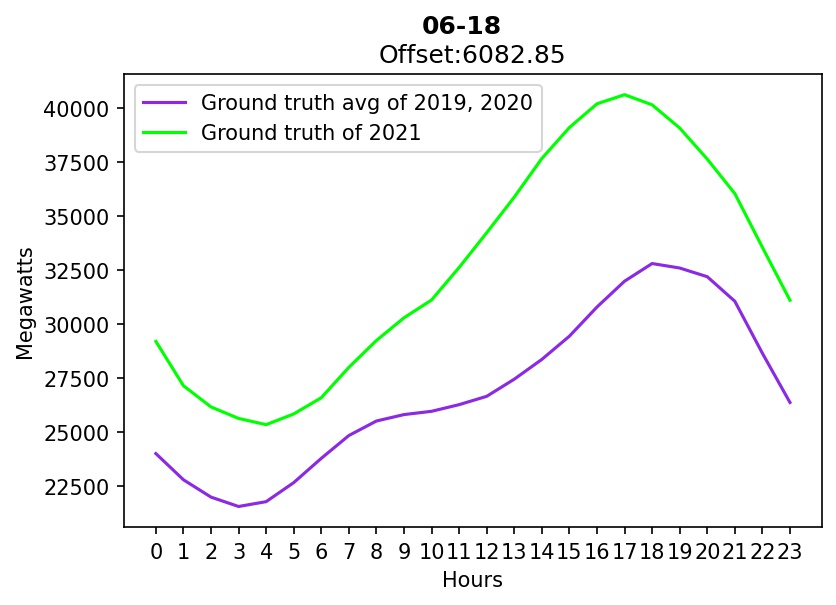 06-18
Offset:6082.85
Ground truth avg of 2019, 2020
Ground truth of 2021
40000
37500
35000
32500
30000
27500
25000
22500
Megawatts
0 1 2 3 4 5 6 7 8 9 10 11 12 13 14 15 16 17 18 19 20 21 22 23
Hours